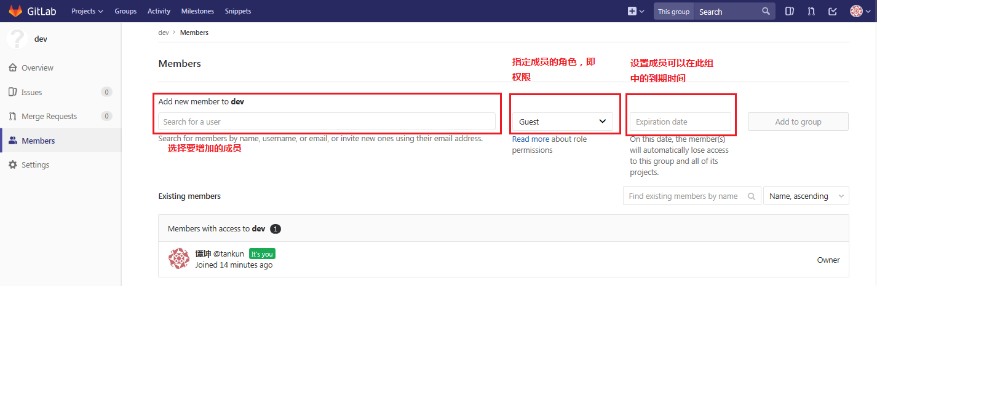 GitLab Projects Groups Activity Milestones Snippets This group Search
dev
Overview
Issues 0
Merge Requests 0
Members
Settings
dev › Members
Members
指定成员的角色，即
权限
设置成员可以在此组
中的到期时间
Add new member to dev
Search for a user
Search for members by name, username, or email, or invite new ones using their email address.
选择要增加的成员
Guest
Read more about role
permissions
Expiration date
On this date, the member(s)
will automatically lose access
to this group and all of its
projects.
Add to group
Existing members
Find existing members by name
Name, ascending
Members with access to dev 1
谭坤 @tankun It's you
Joined 14 minutes ago
Owner